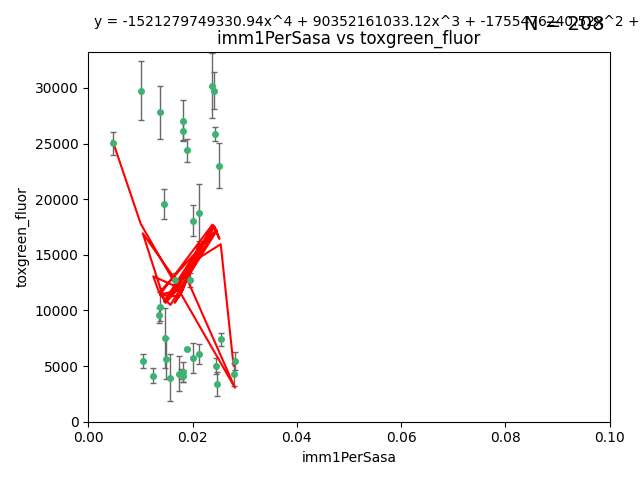 y = -1521279749330.94x^4 + 90352161033.12x^3 + x^2 +
N = 208
imm1PerSasa vs toxgreen_fluor
toxgreen_fluor
30000
25000
20000
15000
10000
5000
0
0.00 0.02 0.04 0.06 0.08 0.10
imm1PerSasa